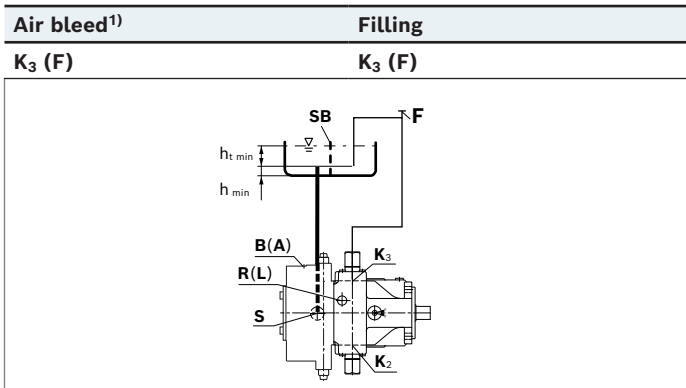 Air bleed1) Filling
K3 (F) K3 (F)
SB
F
ht min
h min
B(A)
K3
R(L)
S
K2